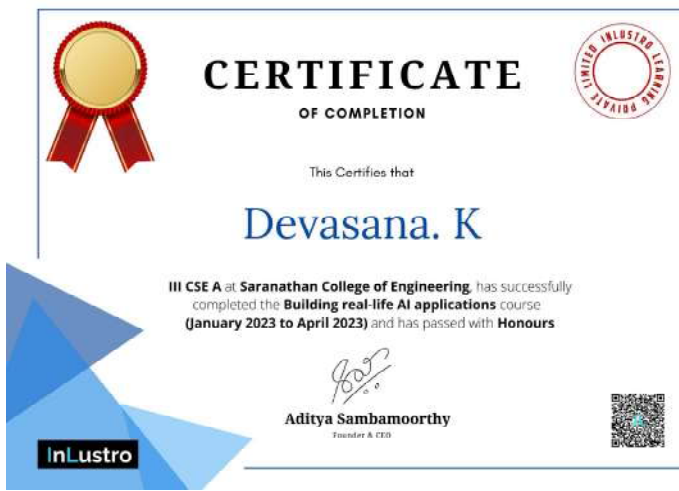 CERTIFICATE
INLUSTRO LEARNING PRIVATE LIMITED
OF COMPLETION
This Certifies that
Devasana. K
III CSE A at Saranathan College of Engineering, has successfully
completed the Building real-life AI applications course
(January 2023 to April 2023) and has passed with Honours
Aditya Sambamoorthy
Founder & CEO
InLustro